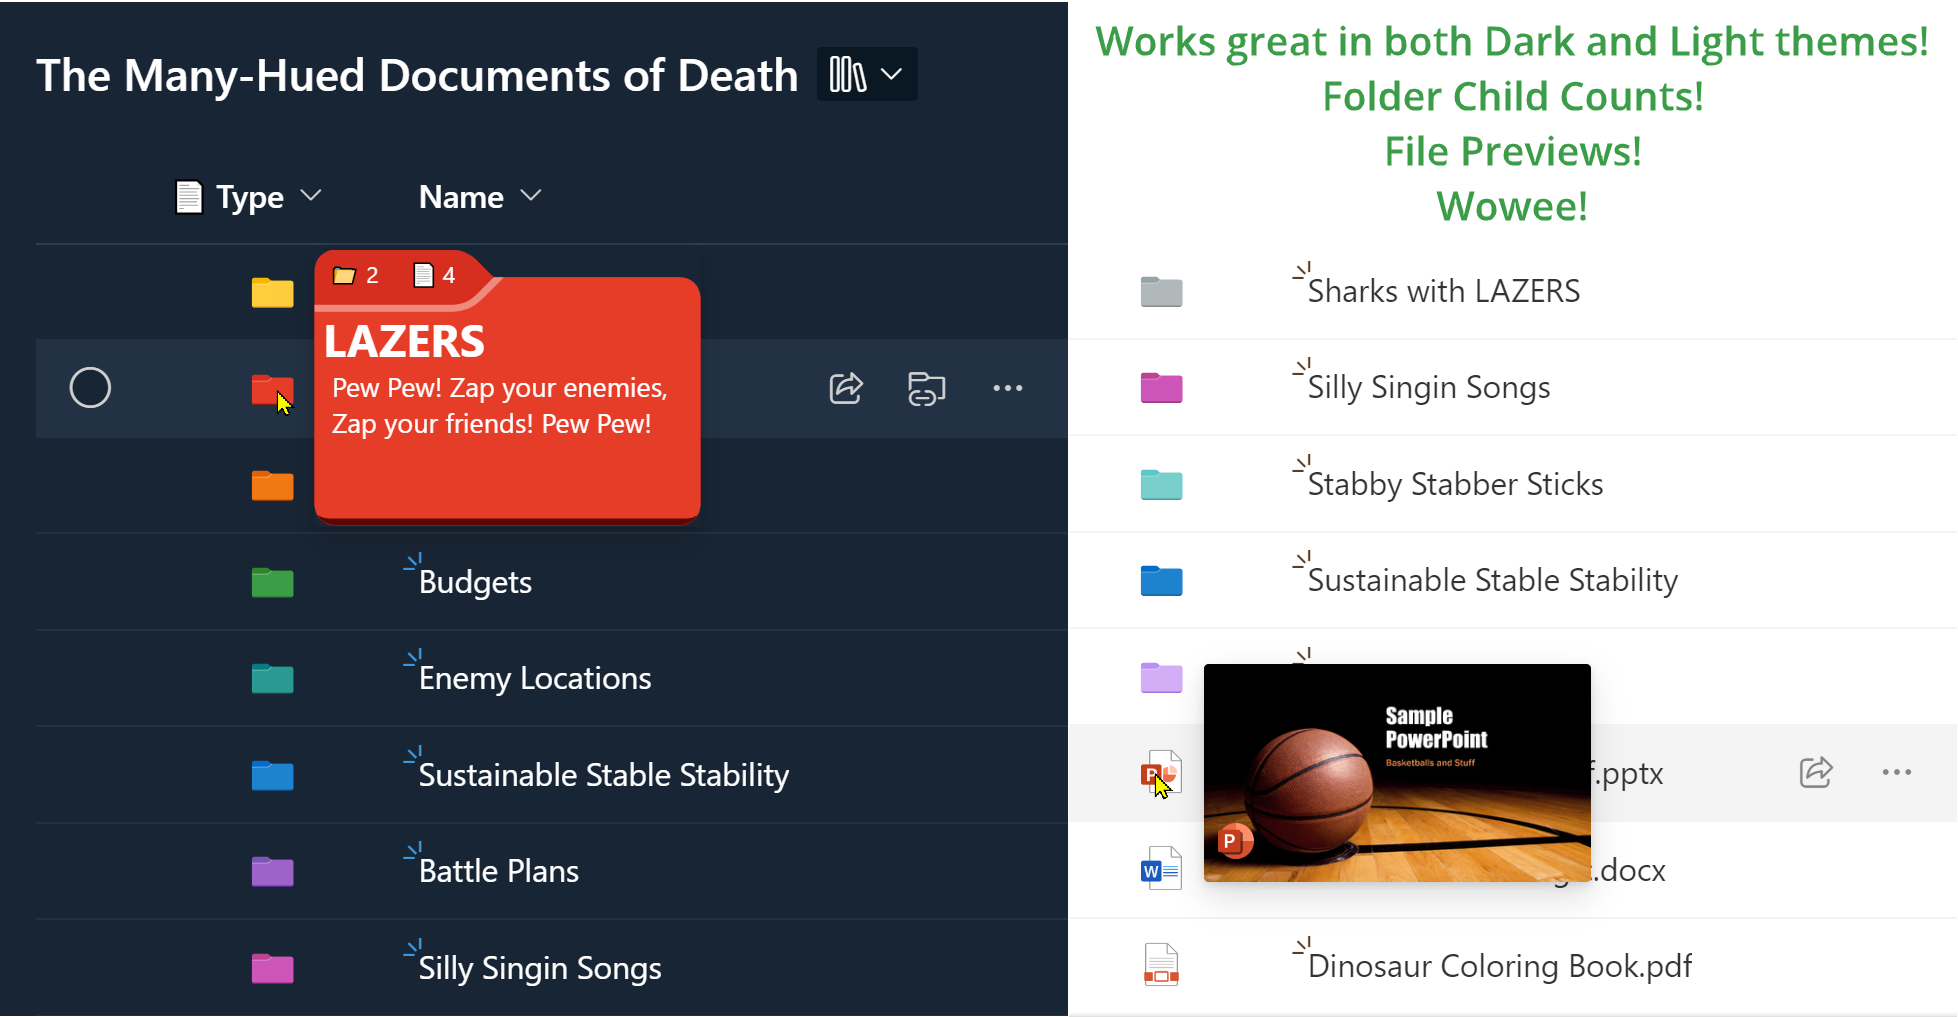 The Many-Hued Documents of Death
Type
Name
2
4
LAZERS
Pew Pew! Zap your enemies,
Zap your friends! Pew Pew!
Budgets
Enemy Locations
Sustainable Stable Stability
Battle Plans
Silly Singin Songs
Works great in both Dark and Light themes!
Folder Child Counts!
File Previews!
Wowee!
Sharks with LAZERS
Silly Singin Songs
Stabby Stabber Sticks
Sustainable Stable Stability
Sample
PowerPoint
Basketballs and Stuff
P
P
f.pptx
W
.docx
Dinosaur Coloring Book.pdf